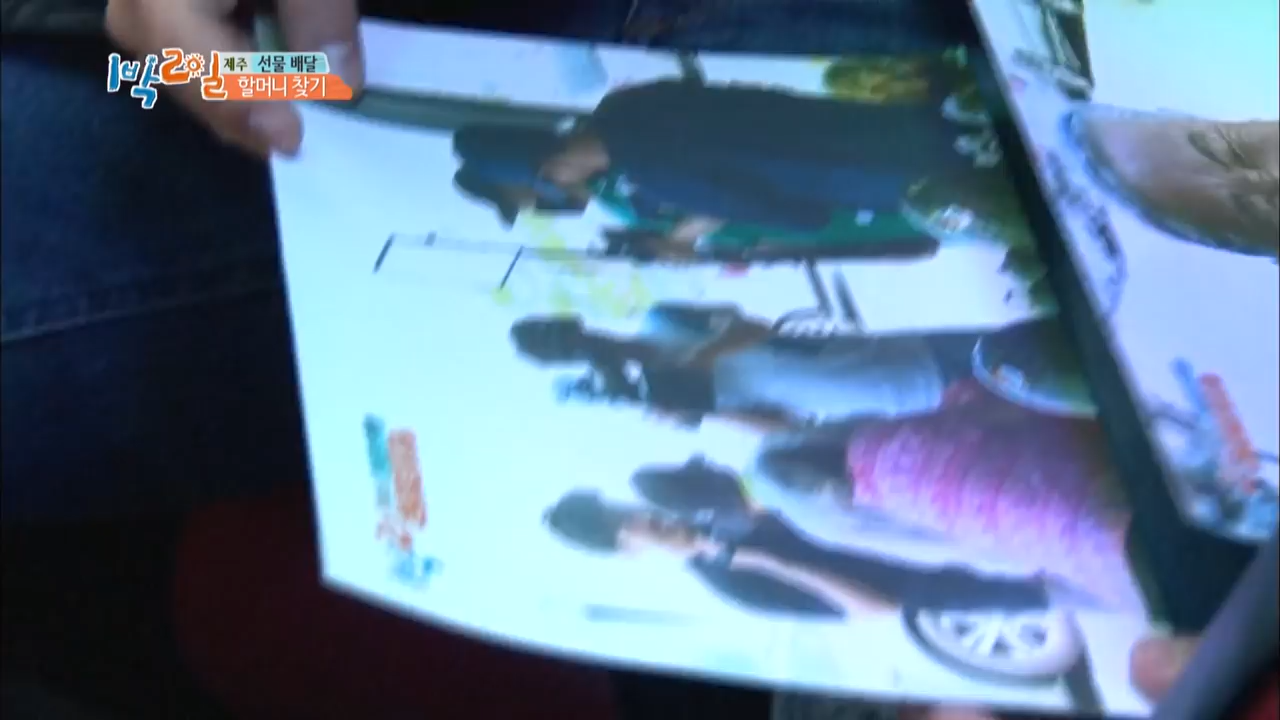 1박2일
제주 선물 배달
할머니 찾기